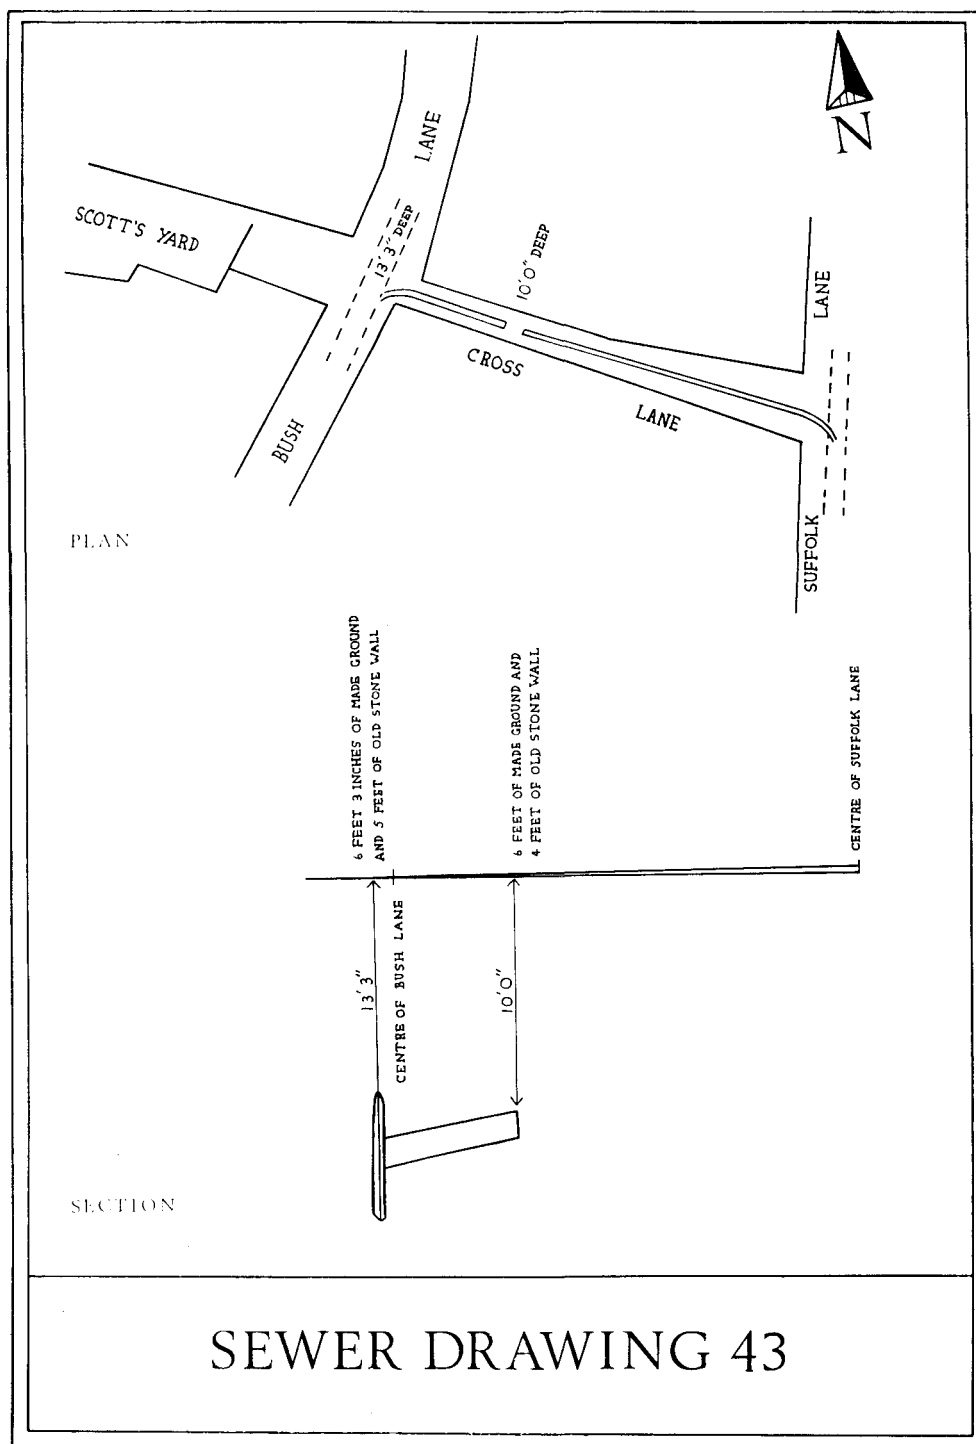 N
LANE
SCOTT'S YARD
13'3" DEEP
10'0" DEEP
LANE
CROSS
LANE
BUSH
SUFFOLK
PLAN
6 FEET 3 INCHES OF MADE GROUND
AND 5 FEET OF OLD STONE WALL
6 FEET OF MADE GROUND AND
4 FEET OF OLD STONE WALL
CENTRE OF SUFFOLK LANE
13'3"
CENTRE OF BUSH LANE
10'0"
SECTION
SEWER DRAWING 43